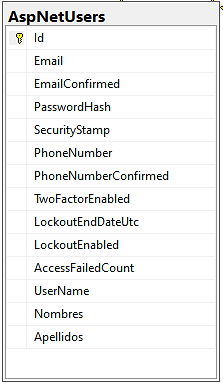 AspNetUsers
Id
Email
EmailConfirmed
PasswordHash
SecurityStamp
PhoneNumber
PhoneNumberConfirmed
TwoFactorEnabled
LockoutEndDateUtc
LockoutEnabled
AccessFailedCount
UserName
Nombres
Apellidos